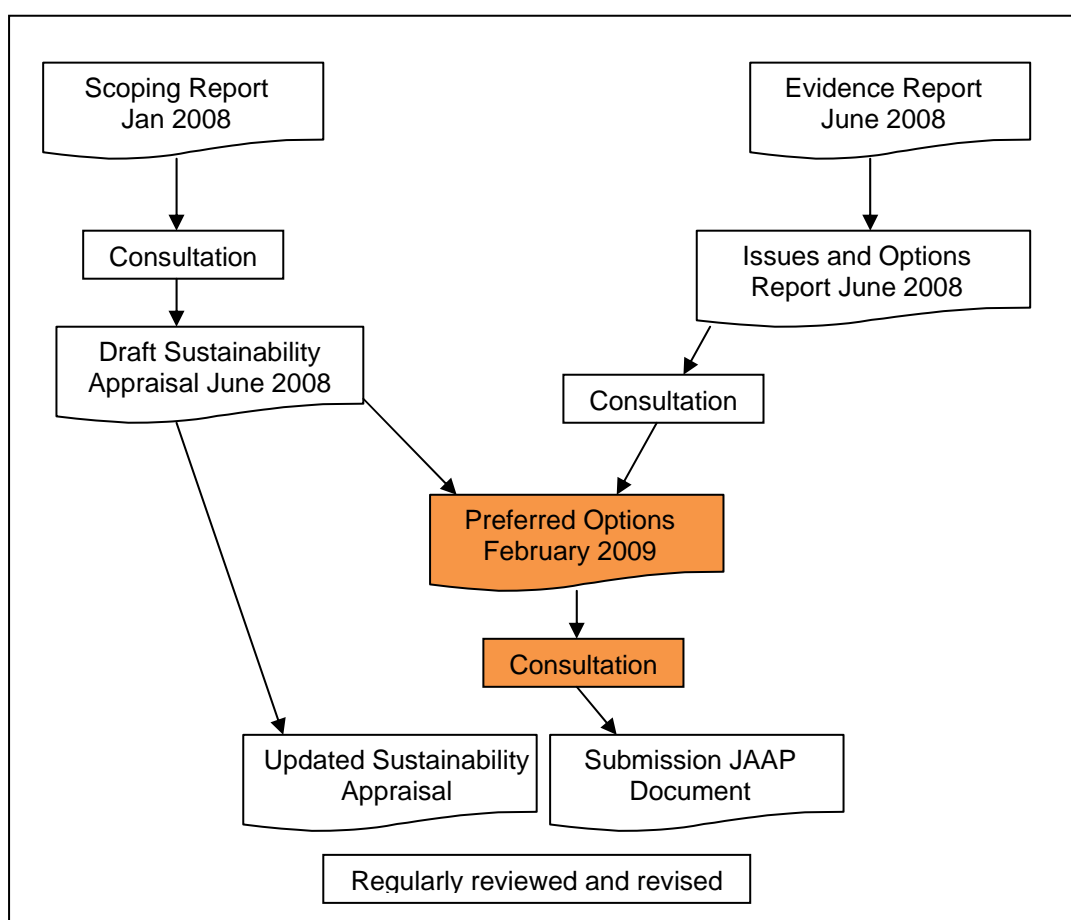 Scoping Report
Jan 2008
Evidence Report
June 2008
Consultation
Issues and Options
Report June 2008
Draft Sustainability
Appraisal June 2008
Consultation
Preferred Options
February 2009
Consultation
Updated Sustainability
Appraisal
Submission JAAP
Document
Regularly reviewed and revised